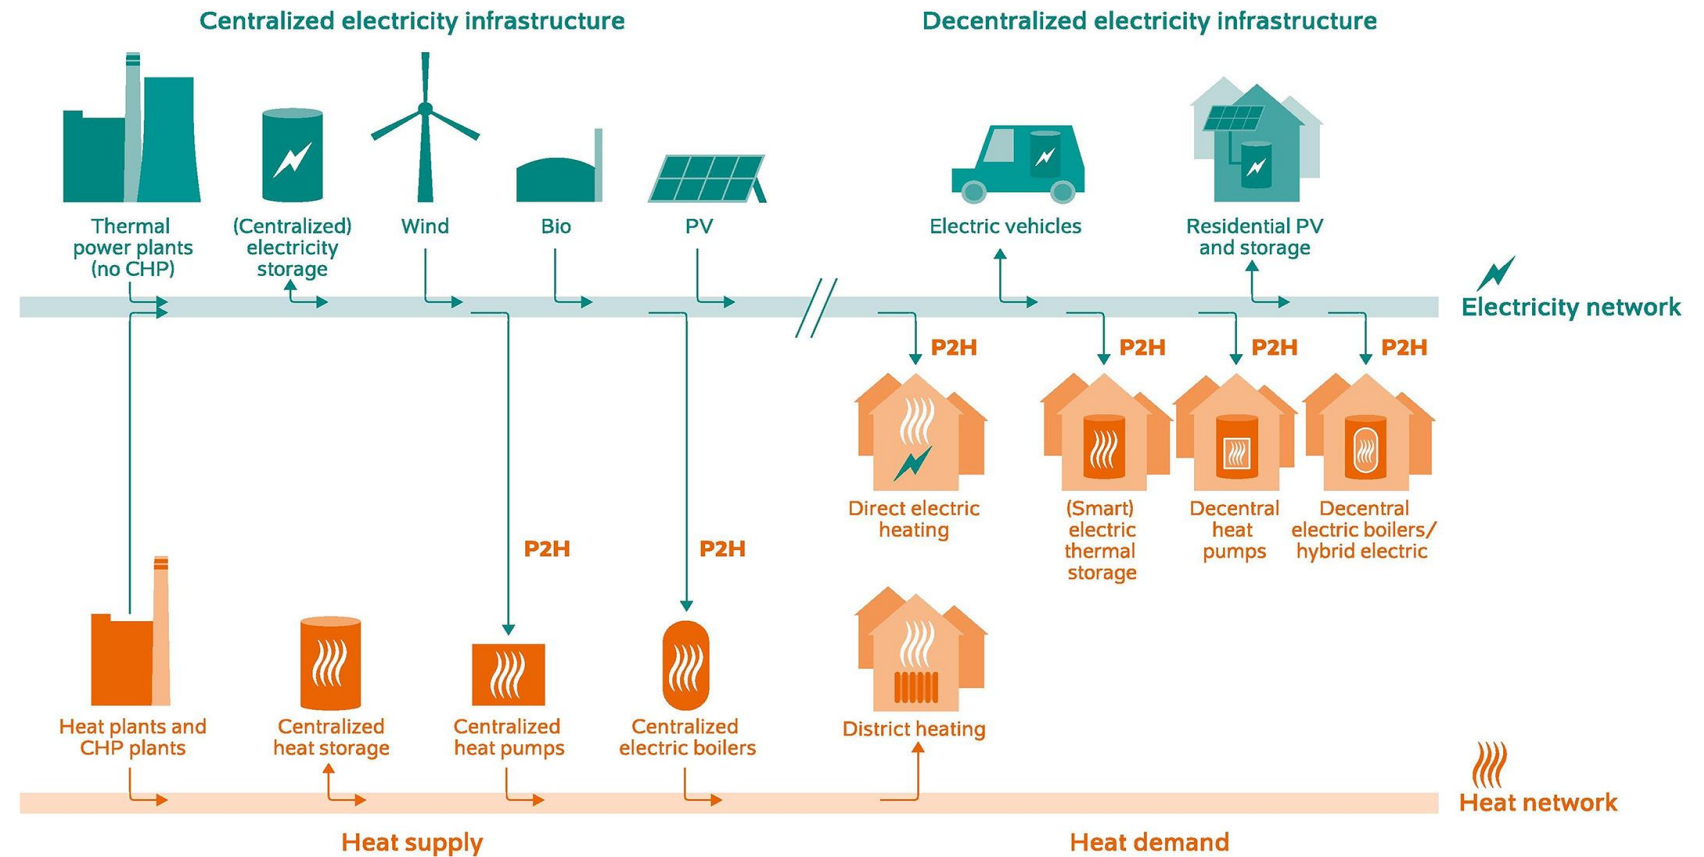 Centralized electricity infrastructure
Decentralized electricity infrastructure
Thermal
power plants
(no CHP)
(Centralized)
electricity
storage
Wind
Bio
PV
Electric vehicles
Residential PV
and storage
Electricity network
P2H
P2H
P2H
P2H
Direct electric
heating
(Smart)
electric
thermal
storage
Decentral
heat
pumps
Decentral
electric boilers/
hybrid electric
P2H
P2H
Heat plants and
CHP plants
Centralized
heat storage
Centralized
heat pumps
Centralized
electric boilers
District heating
Heat network
Heat supply
Heat demand